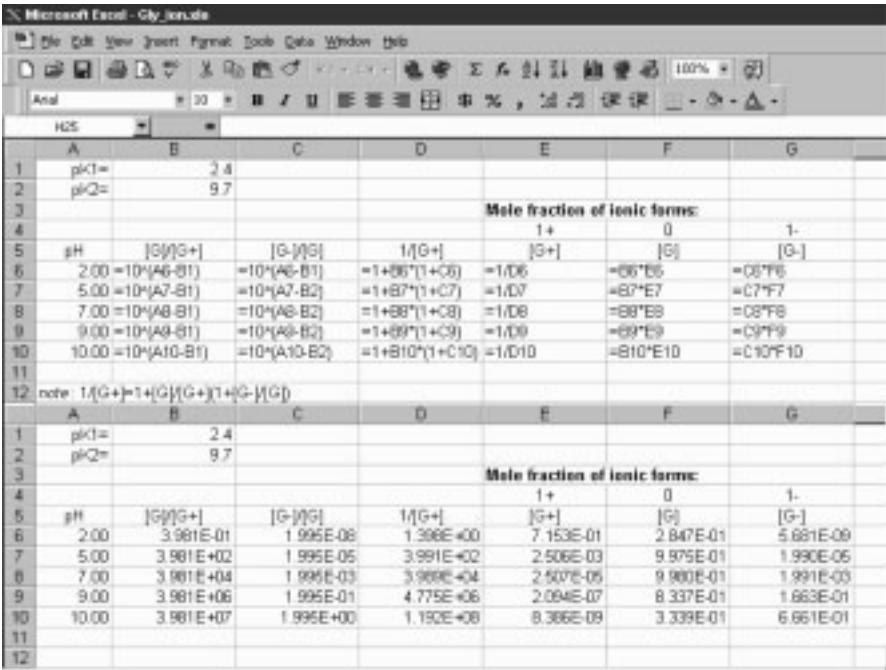 Microsoft Excel - Gly_ion.xls
File Edit View Insert Format Tools Data Window Help
100%
Arial 10 B I U $ % ,
H25 =
A B C D E F G
1 pK1= 2.4
2 pK2= 9.7
3 Mole fraction of ionic forms:
4 1+ 0 1-
5 pH [G]/[G+] [G-]/[G] 1/[G+] [G+] [G] [G-]
6 2.00 =10^(A6-B1) =10^(A6-B1) =1+B6*(1+C6) =1/D6 =B6*E6 =C6*F6
7 5.00 =10^(A7-B1) =10^(A7-B2) =1+B7*(1+C7) =1/D7 =B7*E7 =C7*F7
8 7.00 =10^(A8-B1) =10^(A8-B2) =1+B8*(1+C8) =1/D8 =B8*E8 =C8*F8
9 9.00 =10^(A9-B1) =10^(A9-B2) =1+B9*(1+C9) =1/D9 =B9*E9 =C9*F9
10 10.00 =10^(A10-B1) =10^(A10-B2) =1+B10*(1+C10) =1/D10 =B10*E10 =C10*F10
11
12 note: 1/[G+]=1+[G]/[G+](1+[G-]/[G])
A B C D E F G
1 pK1= 2.4
2 pK2= 9.7
3 Mole fraction of ionic forms:
4 1+ 0 1-
5 pH [G]/[G+] [G-]/[G] 1/[G+] [G+] [G] [G-]
6 2.00 3.981E-01 1.995E-08 1.398E+00 7.153E-01 2.847E-01 5.681E-09
7 5.00 3.981E+02 1.995E-05 3.991E+02 2.506E-03 9.975E-01 1.990E-05
8 7.00 3.981E+04 1.995E-03 3.989E+04 2.507E-05 9.980E-01 1.991E-03
9 9.00 3.981E+06 1.995E-01 4.775E+06 2.094E-07 8.337E-01 1.663E-01
10 10.00 3.981E+07 1.995E+00 1.192E+08 8.386E-09 3.339E-01 6.661E-01
11
12